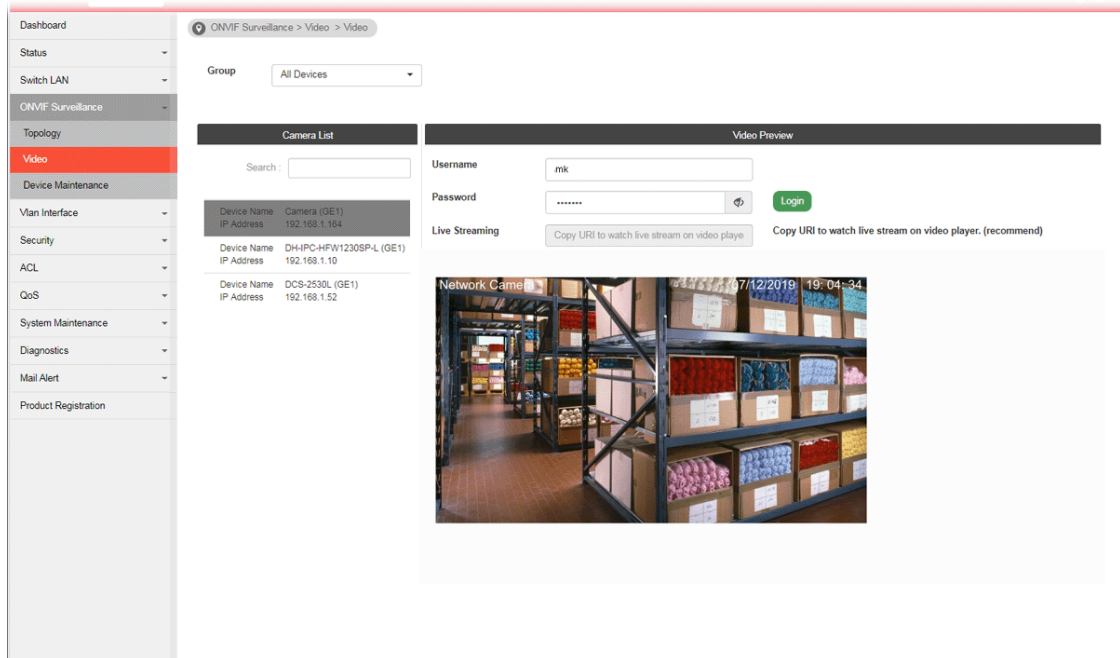 Dashboard
Status
Switch LAN
ONVIF Surveillance
Topology
Video
Device Maintenance
Vlan Interface
Security
ACL
QoS
System Maintenance
Diagnostics
Mail Alert
Product Registration
ONVIF Surveillance > Video > Video
Group All Devices
Camera List
Search :
Device Name Camera (GE1)
IP Address 192.168.1.164
Device Name DH-IPC-HFW1230SP-L (GE1)
IP Address 192.168.1.10
Device Name DCS-2530L (GE1)
IP Address 192.168.1.52
Video Preview
Username .mk
Password •••••••
Login
Live Streaming Copy URI to watch live stream on video playe
Copy URI to watch live stream on video player. (recommend)
Network Camera 07/12/2019 19: 04: 34